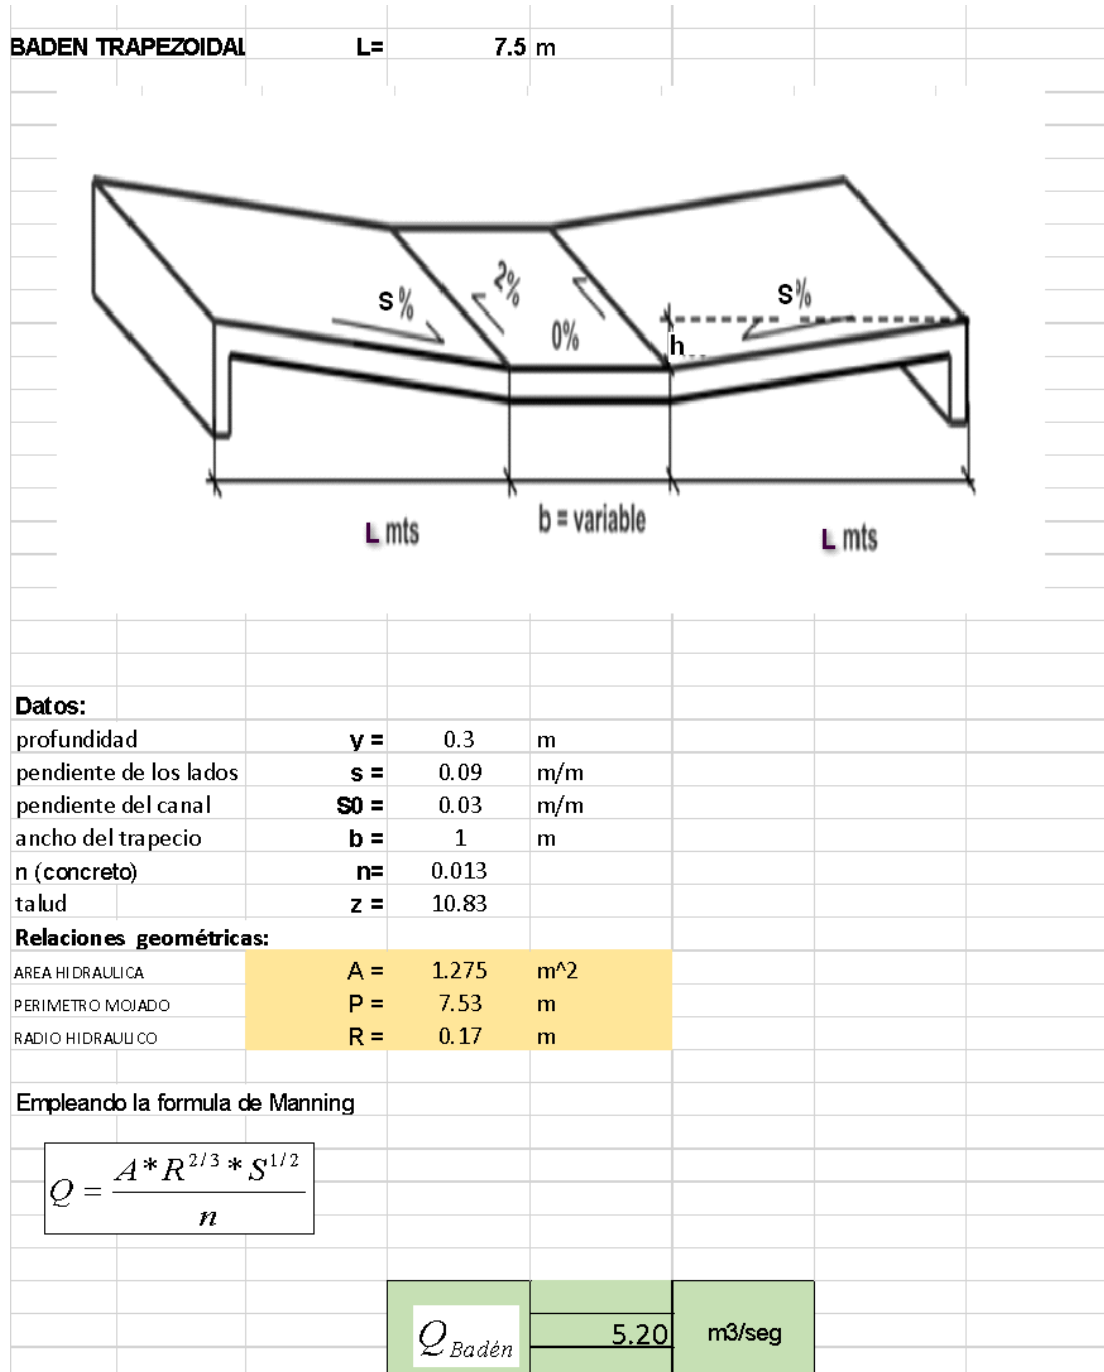 BADEN TRAPEZOIDAL L= 7.5 m
S% 2% 0% S%
h
L mts b = variable L mts
Datos:
profundidad y = 0.3 m
pendiente de los lados s = 0.09 m/m
pendiente del canal S0 = 0.03 m/m
ancho del trapecio b = 1 m
n (concreto) n= 0.013
talud z = 10.83
Relaciones geométricas:
AREA HIDRAULICA A = 1.275 m^2
PERIMETRO MOJADO P = 7.53 m
RADIO HIDRAULICO R = 0.17 m
Empleando la formula de Manning
Q = A * R^{2/3} * S^{1/2} / n
Q Badén 5.20 m3/seg